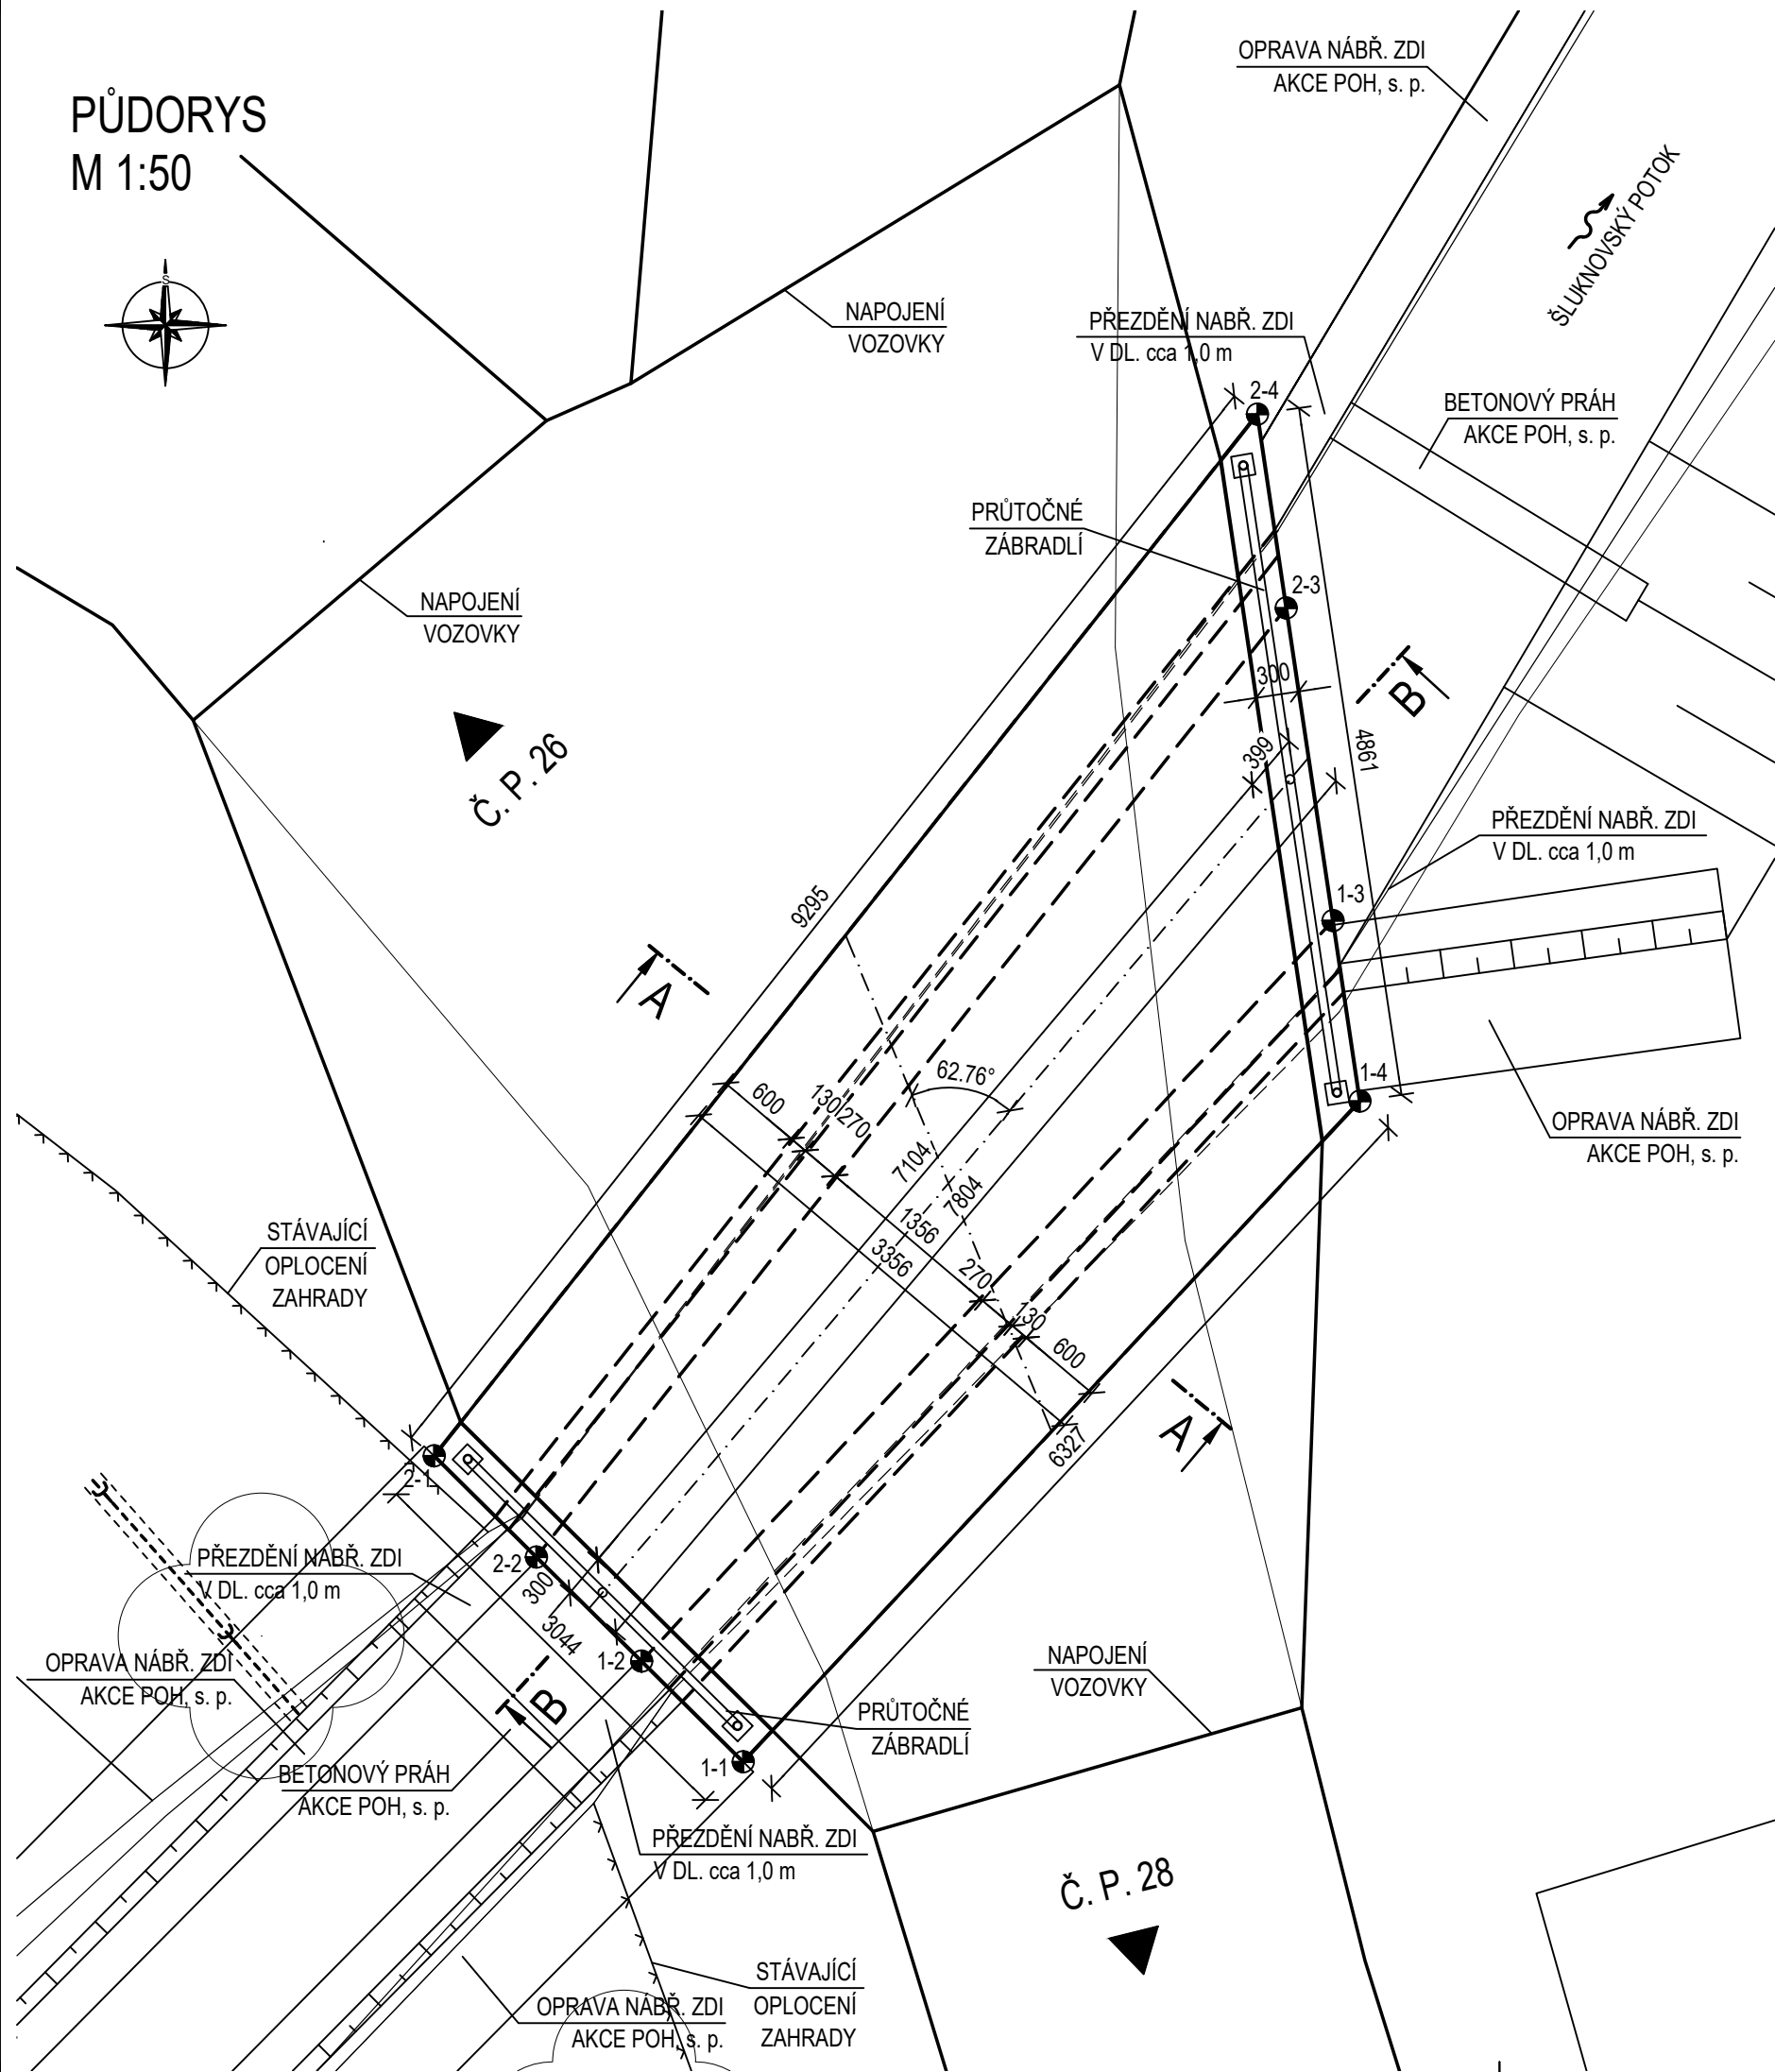 PŮDORYS
M 1:50
S
OPRAVA NÁBŘ. ZDI
AKCE POH, s. p.
ŠLUKNOVSKÝ POTOK
NAPOJENÍ
VOZOVKY
PŘEZDĚNÍ NABŘ. ZDI
V DL. cca 1,0 m
2-4
BETONOVÝ PRÁH
AKCE POH, s. p.
PRŮTOČNÉ
ZÁBRADLÍ
2-3
NAPOJENÍ
VOZOVKY
300
B
Č. P. 26
399
4861
PŘEZDĚNÍ NABŘ. ZDI
V DL. cca 1,0 m
9295
1-3
A
62.76°
1-4
600
130
270
OPRAVA NÁBŘ. ZDI
AKCE POH, s. p.
7104
7804
1356
3356
STÁVAJÍCÍ
OPLOCENÍ
ZAHRADY
270
130
600
A
6327
2-1
PŘEZDĚNÍ NABŘ. ZDI
V DL. cca 1,0 m
2-2
300
3044
1-2
OPRAVA NÁBŘ. ZDI
AKCE POH, s. p.
B
NAPOJENÍ
VOZOVKY
PRŮTOČNÉ
ZÁBRADLÍ
1-1
BETONOVÝ PRÁH
AKCE POH, s. p.
PŘEZDĚNÍ NABŘ. ZDI
V DL. cca 1,0 m
Č. P. 28
STÁVAJÍCÍ
OPLOCENÍ
ZAHRADY
OPRAVA NÁBŘ. ZDI
AKCE POH, s. p.